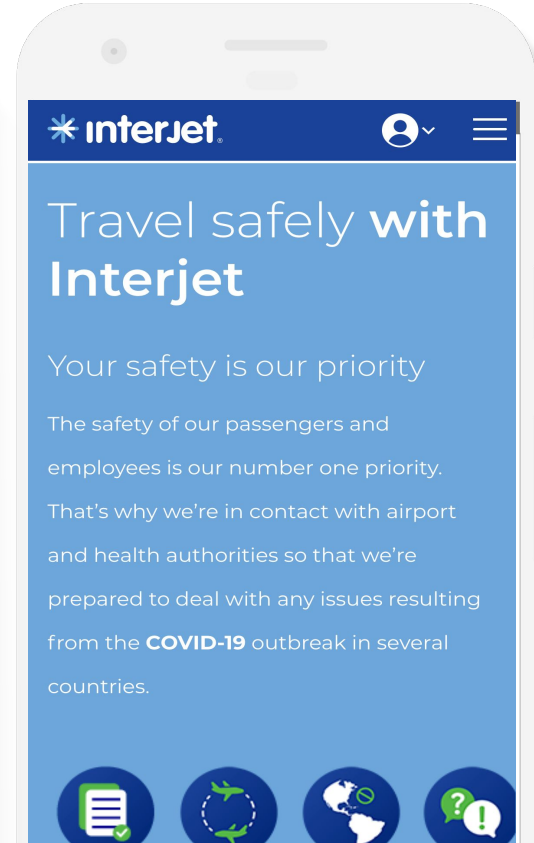 interjet.
Travel safely with
Interjet
Your safety is our priority
The safety of our passengers and
employees is our number one priority.
That’s why we’re in contact with airport
and health authorities so that we’re
prepared to deal with any issues resulting
from the COVID-19 outbreak in several
countries.
?
!